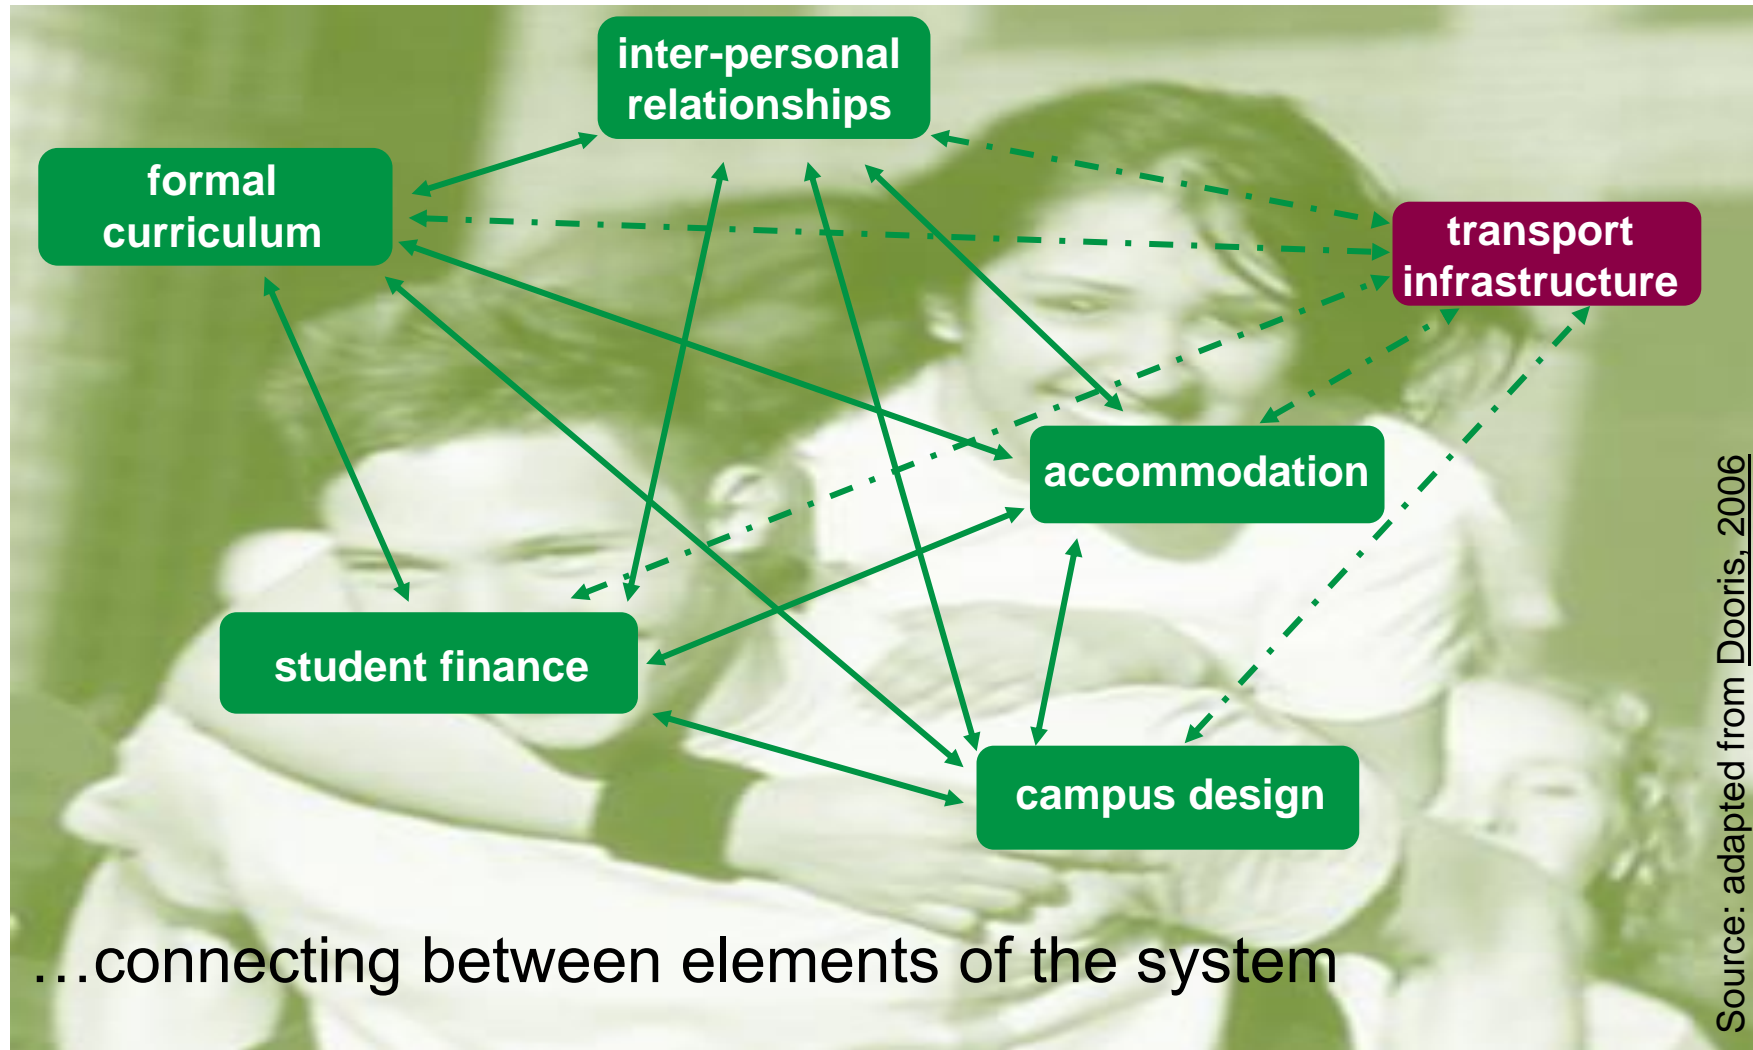 inter-personal
relationships
formal
curriculum
transport
infrastructure
accommodation
student finance
campus design
…connecting between elements of the system
Source: adapted from Dooris, 2006